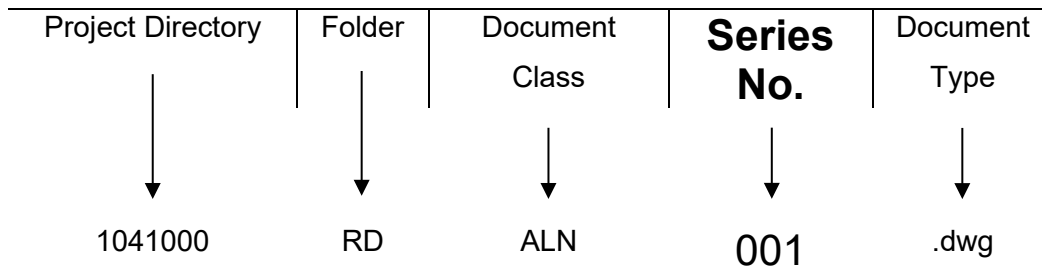 Project Directory Folder Document Class Series No. Document Type
1041000 RD ALN 001 .dwg